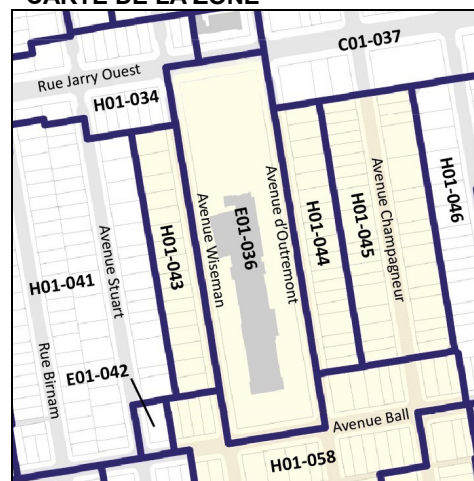 CARTE DE LA ZONE
C01-037
Rue Jarry Ouest
H01-034
H01-043
Avenue Wiseman
E01-036
Avenue d'Outremont
H01-044
H01-045
Avenue Champagneur
H01-046
H01-041
Avenue Stuart
Rue Birnam
E01-042
Avenue Ball
H01-058